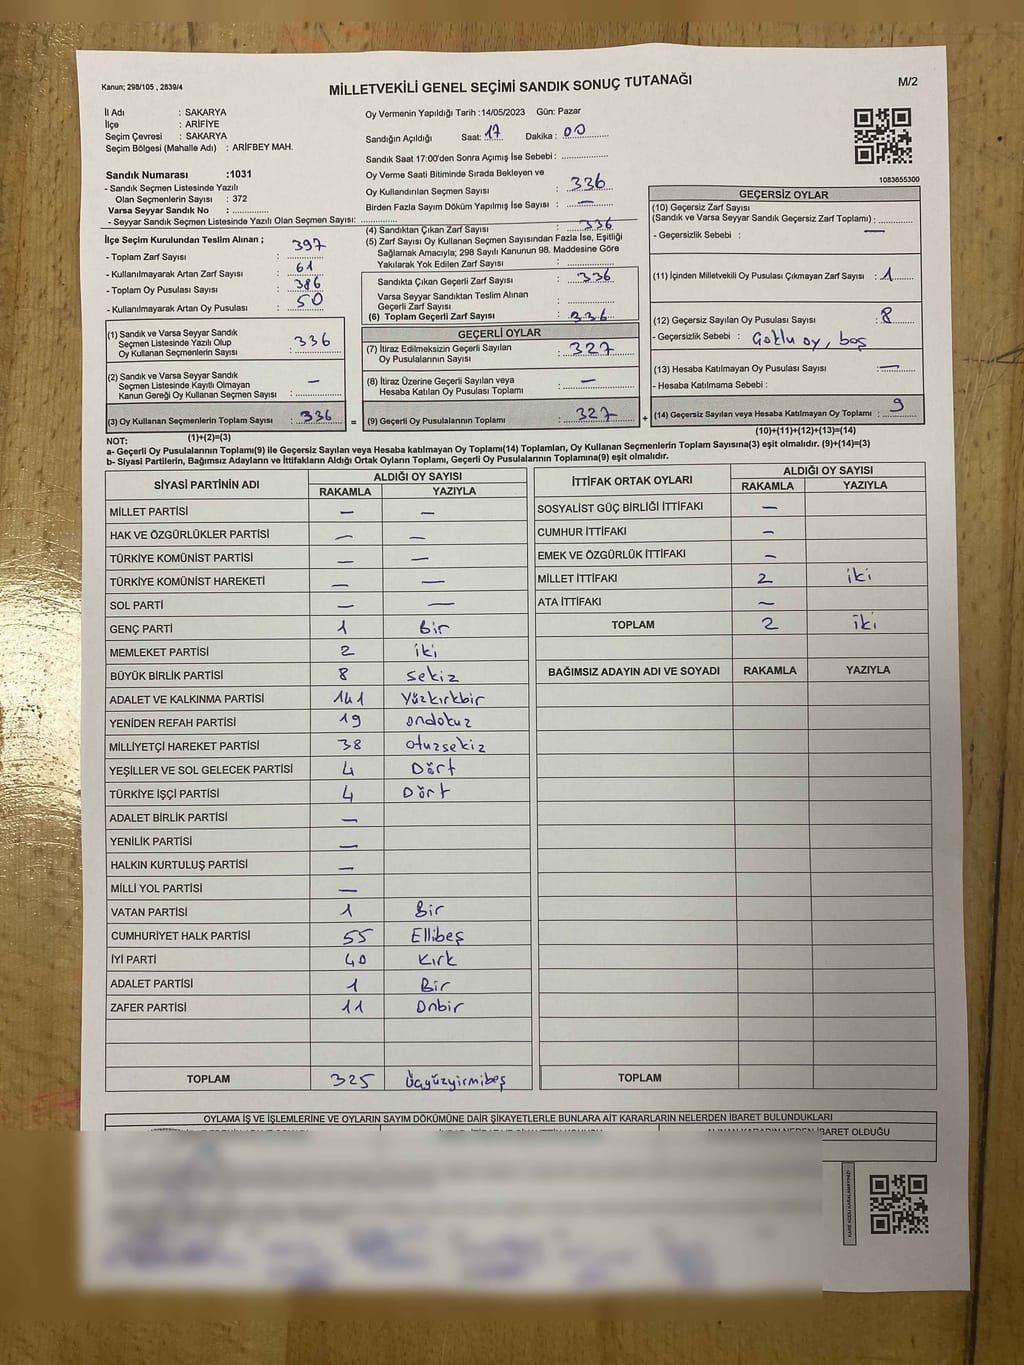 Kanun; 298/105 , 2839/4
MİLLETVEKİLİ GENEL SEÇİMİ SANDIK SONUÇ TUTANAĞI
M/2
İl Adı : SAKARYA
İlçe : ARİFİYE
Seçim Çevresi : SAKARYA
Seçim Bölgesi (Mahalle Adı) : ARİFBEY MAH.
Oy Vermenin Yapıldığı Tarih :14/05/2023 Gün: Pazar
Sandığın Açıldığı Saat: 17 Dakika : 00
Sandık Saat 17:00'den Sonra Açımış İse Sebebi : ..............
Sandık Numarası :1031
- Sandık Seçmen Listesinde Yazılı
Olan Seçmenlerin Sayısı : 372
Varsa Seyyar Sandık No : ..............
- Seyyar Sandık Seçmen Listesinde Yazılı Olan Seçmen Sayısı: ..............
Oy Verme Saati Bitiminde Sırada Bekleyen ve
Oy Kullandırılan Seçmen Sayısı : 336
Birden Fazla Sayım Döküm Yapılmış İse Sayısı : —
1083655300
İlçe Seçim Kurulundan Teslim Alınan ;
- Toplam Zarf Sayısı : 397
- Kullanılmayarak Artan Zarf Sayısı : 61
- Toplam Oy Pusulası Sayısı : 386
- Kullanılmayarak Artan Oy Pusulası : 50
(4) Sandıktan Çıkan Zarf Sayısı : 336
(5) Zarf Sayısı Oy Kullanan Seçmen Sayısından Fazla İse, Eşitliği
Sağlamak Amacıyla; 298 Sayılı Kanunun 98. Maddesine Göre
Yakılarak Yok Edilen Zarf Sayısı : ..............
Sandıkta Çıkan Geçerli Zarf Sayısı : 336
Varsa Seyyar Sandıktan Teslim Alınan
Geçerli Zarf Sayısı : ..............
(6) Toplam Geçerli Zarf Sayısı : 336
GEÇERSİZ OYLAR
(10) Geçersiz Zarf Sayısı
(Sandık ve Varsa Seyyar Sandık Geçersiz Zarf Toplamı) : ..........
- Geçersizlik Sebebi : —
(11) İçinden Milletvekili Oy Pusulası Çıkmayan Zarf Sayısı : 1
(12) Geçersiz Sayılan Oy Pusulası Sayısı : 8
- Geçersizlik Sebebi : Çoklu oy, boş
(13) Hesaba Katılmayan Oy Pusulası Sayısı : —
- Hesaba Katılmama Sebebi :
(14) Geçersiz Sayılan veya Hesaba Katılmayan Oy Toplamı : 9
(10)+(11)+(12)+(13)=(14)
(1) Sandık ve Varsa Seyyar Sandık
Seçmen Listesinde Yazılı Olup
Oy Kullanan Seçmenlerin Sayısı : 336
(2) Sandık ve Varsa Seyyar Sandık
Seçmen Listesinde Kayıtlı Olmayan
Kanun Gereği Oy Kullanan Seçmen Sayısı : —
(3) Oy Kullanan Seçmenlerin Toplam Sayısı : 336 =
(1)+(2)=(3)
GEÇERLİ OYLAR
(7) İtiraz Edilmeksizin Geçerli Sayılan
Oy Pusulalarının Sayısı : 327
(8) İtiraz Üzerine Geçerli Sayılan veya
Hesaba Katılan Oy Pusulası Toplamı : —
(9) Geçerli Oy Pusulalarının Toplamı : 327 +
NOT:
a- Geçerli Oy Pusulalarının Toplamı(9) ile Geçersiz Sayılan veya Hesaba katılmayan Oy Toplamı(14) Toplamları, Oy Kullanan Seçmenlerin Toplam Sayısına(3) eşit olmalıdır. (9)+(14)=(3)
b- Siyasi Partilerin, Bağımsız Adayların ve İttifakların Aldığı Ortak Oyların Toplamı, Geçerli Oy Pusulalarının Toplamına(9) eşit olmalıdır.
SİYASİ PARTİNİN ADI ALDIĞI OY SAYISI
RAKAMLA YAZIYLA
MİLLET PARTİSİ — —
HAK VE ÖZGÜRLÜKLER PARTİSİ — —
TÜRKİYE KOMÜNİST PARTİSİ — —
TÜRKİYE KOMÜNİST HAREKETİ — —
SOL PARTİ — —
GENÇ PARTİ 1 Bir
MEMLEKET PARTİSİ 2 iki
BÜYÜK BİRLİK PARTİSİ 8 sekiz
ADALET VE KALKINMA PARTİSİ 141 Yüzkırkbir
YENİDEN REFAH PARTİSİ 19 ondokuz
MİLLİYETÇİ HAREKET PARTİSİ 38 otuzsekiz
YEŞİLLER VE SOL GELECEK PARTİSİ 4 Dört
TÜRKİYE İŞÇİ PARTİSİ 4 Dört
ADALET BİRLİK PARTİSİ —
YENİLİK PARTİSİ —
HALKIN KURTULUŞ PARTİSİ —
MİLLİ YOL PARTİSİ —
VATAN PARTİSİ 1 Bir
CUMHURİYET HALK PARTİSİ 55 Ellibeş
İYİ PARTİ 40 Kırk
ADALET PARTİSİ 1 Bir
ZAFER PARTİSİ 11 Onbir
TOPLAM 325 Üçyüzyirmibeş
İTTİFAK ORTAK OYLARI ALDIĞI OY SAYISI
RAKAMLA YAZIYLA
SOSYALİST GÜÇ BİRLİĞİ İTTİFAKI —
CUMHUR İTTİFAKI —
EMEK VE ÖZGÜRLÜK İTTİFAKI —
MİLLET İTTİFAKI 2 iki
ATA İTTİFAKI —
TOPLAM 2 iki
BAĞIMSIZ ADAYIN ADI VE SOYADI RAKAMLA YAZIYLA
TOPLAM
OYLAMA İŞ VE İŞLEMLERİNE VE OYLARIN SAYIM DÖKÜMÜNE DAİR ŞİKAYETLERLE BUNLARA AİT KARARLARIN NELERDEN İBARET BULUNDUKLARI
ALINAN KARARIN NEDEN İBARET OLDUĞU
KARE KODU KARALAMAYINIZ!